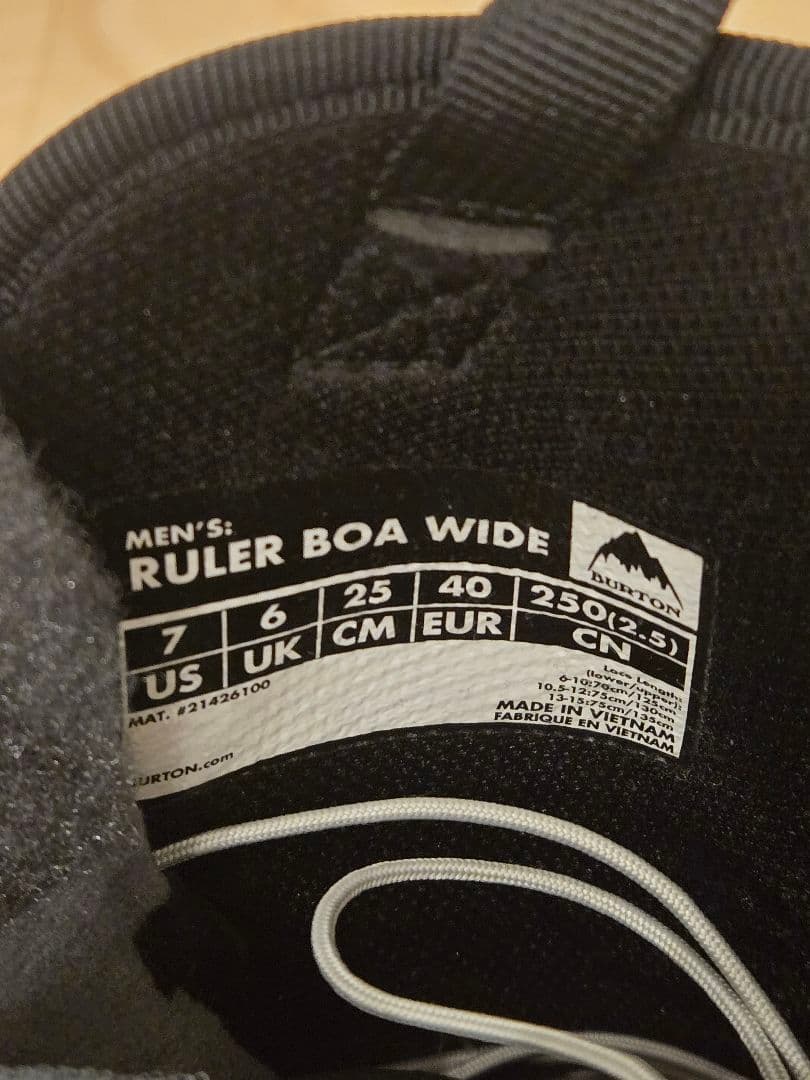 MEN'S:
RULER BOA WIDE
BURTON
7 6 25 40 250(2.5)
US UK CM EUR CN
MAT. #21426100
Lace Length:
(lower/upper):
6-10:70cm/125cm
10.5-12:75cm/130cm
13-15:75cm/135cm
MADE IN VIETNAM
FABRIQUE EN VIETNAM
BURTON.com